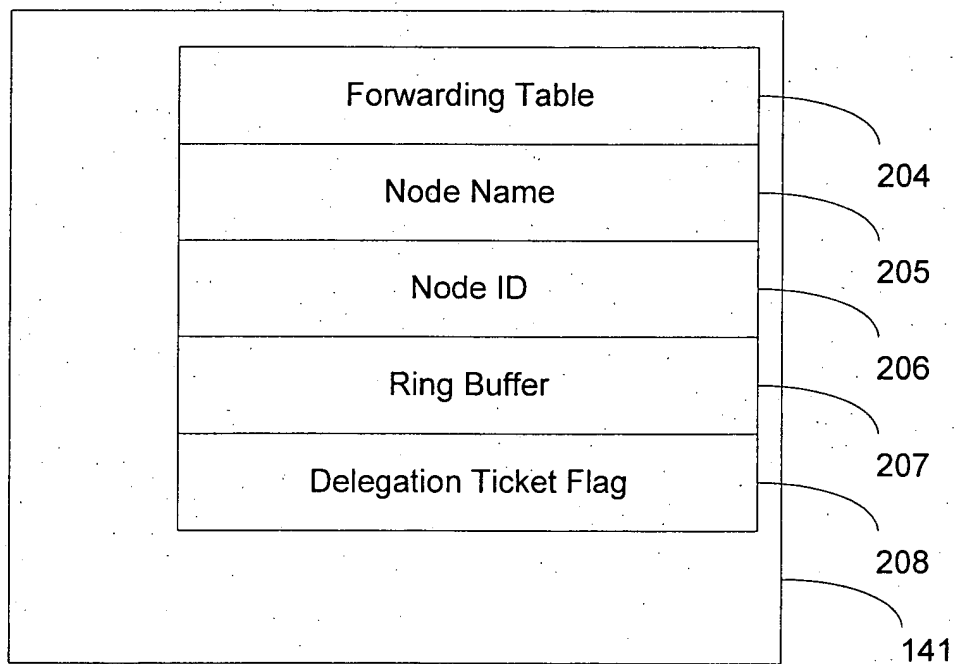 Forwarding Table
204
Node Name
205
Node ID
206
Ring Buffer
207
Delegation Ticket Flag
208
141